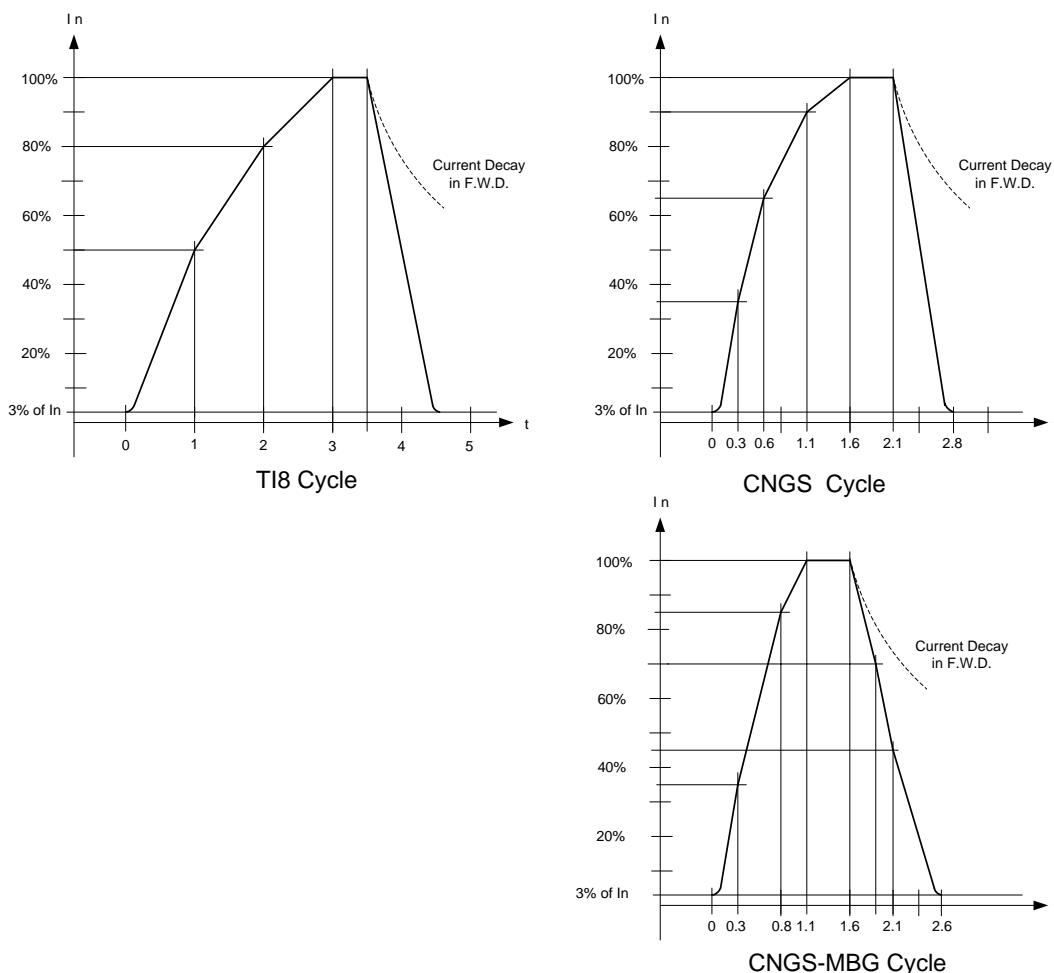 I n
100%
80%
60%
40%
20%
3% of In
Current Decay
in F.W.D.
t
0 1 2 3 4 5
TI8 Cycle
I n
100%
80%
60%
40%
20%
3% of In
Current Decay
in F.W.D.
0 0.3 0.6 1.1 1.6 2.1 2.8
CNGS Cycle
I n
100%
80%
60%
40%
20%
3% of In
Current Decay
in F.W.D.
0 0.3 0.8 1.1 1.6 2.1 2.6
CNGS-MBG Cycle